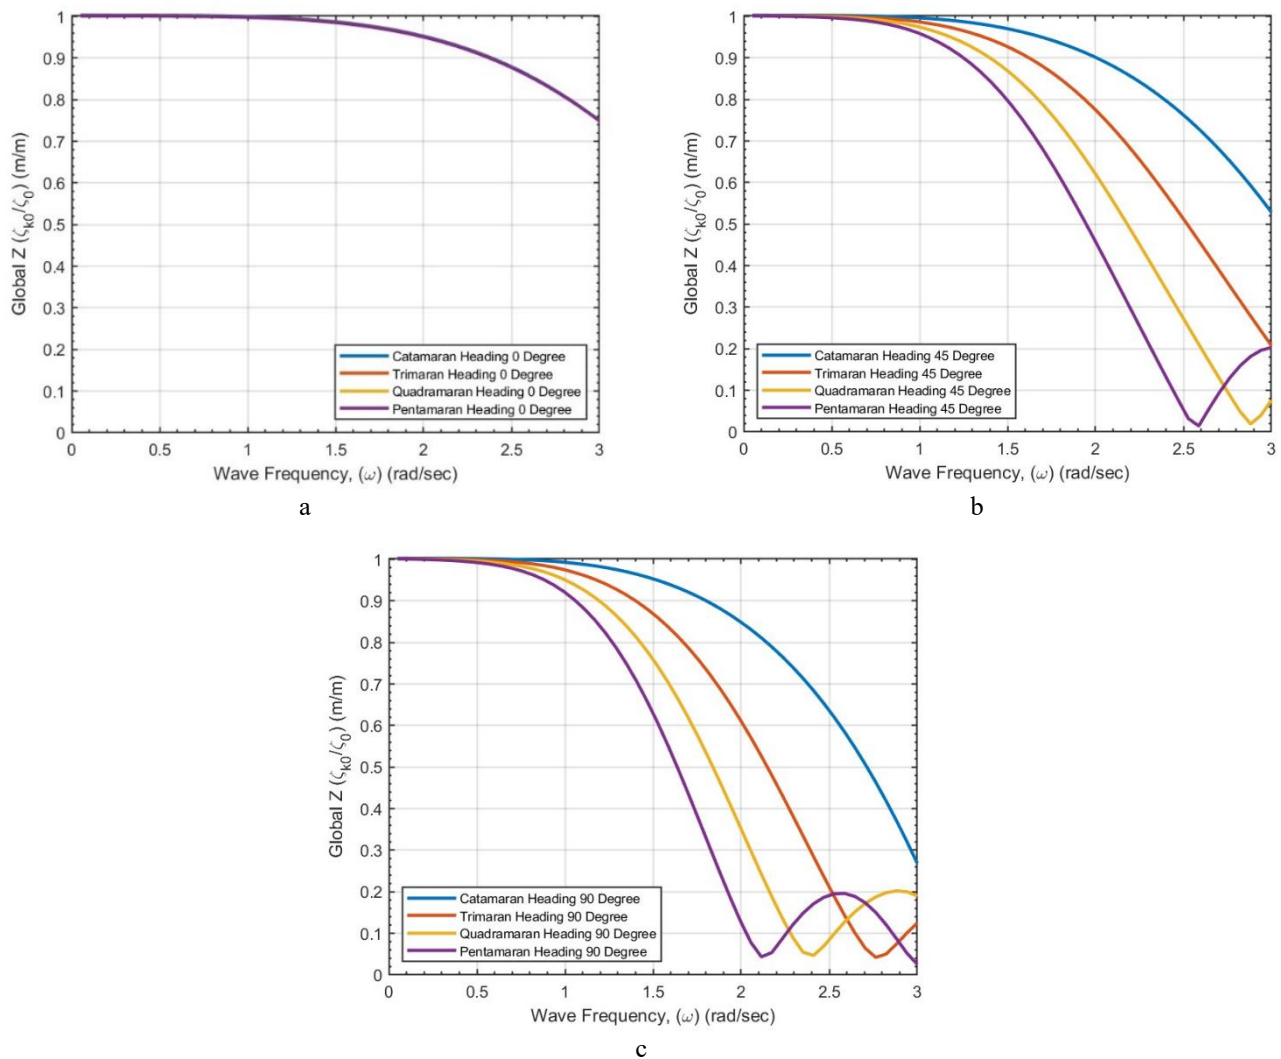 1
0.9
0.8
0.7
0.6
0.5
0.4
0.3
0.2
0.1
0
Global Z (ζk0/ζ0) (m/m)
Catamaran Heading 0 Degree
Trimaran Heading 0 Degree
Quadramaran Heading 0 Degree
Pentamaran Heading 0 Degree
0 0.5 1 1.5 2 2.5 3
Wave Frequency, (ω) (rad/sec)
a
1
0.9
0.8
0.7
0.6
0.5
0.4
0.3
0.2
0.1
0
Global Z (ζk0/ζ0) (m/m)
Catamaran Heading 45 Degree
Trimaran Heading 45 Degree
Quadramaran Heading 45 Degree
Pentamaran Heading 45 Degree
0 0.5 1 1.5 2 2.5 3
Wave Frequency, (ω) (rad/sec)
b
1
0.9
0.8
0.7
0.6
0.5
0.4
0.3
0.2
0.1
0
Global Z (ζk0/ζ0) (m/m)
Catamaran Heading 90 Degree
Trimaran Heading 90 Degree
Quadramaran Heading 90 Degree
Pentamaran Heading 90 Degree
0 0.5 1 1.5 2 2.5 3
Wave Frequency, (ω) (rad/sec)
c